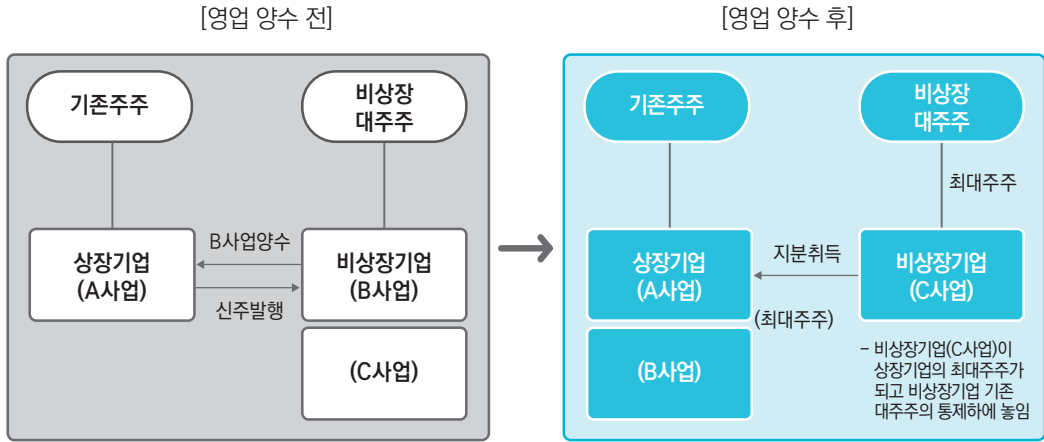 [영업 양수 전]
기존주주
비상장
대주주
B사업양수
상장기업
(A사업)
비상장기업
(B사업)
신주발행
(C사업)
[영업 양수 후]
기존주주
비상장
대주주
최대주주
상장기업
(A사업)
지분취득
비상장기업
(C사업)
(최대주주)
(B사업)
– 비상장기업(C사업)이
상장기업의 최대주주가
되고 비상장기업 기존
대주주의 통제하에 놓임